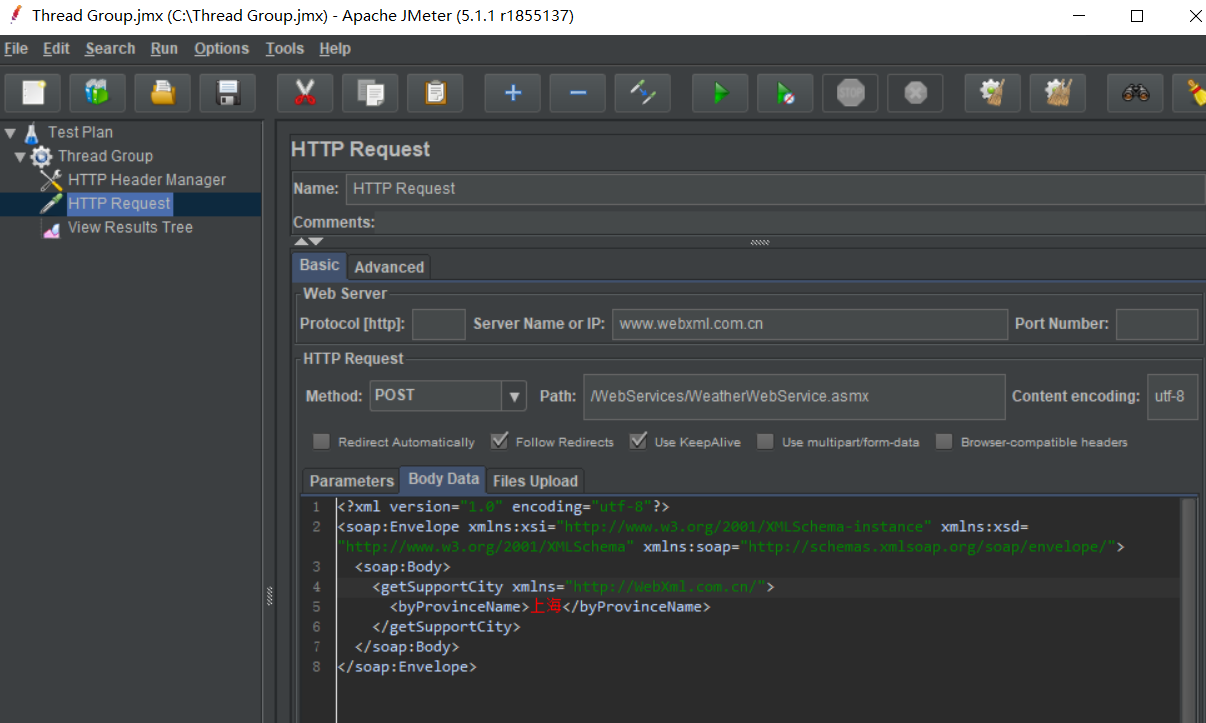 Thread Group.jmx (C:\Thread Group.jmx) - Apache JMeter (5.1.1 r1855137)
File Edit Search Run Options Tools Help
STOP
Test Plan
Thread Group
HTTP Header Manager
HTTP Request
View Results Tree
HTTP Request
Name: HTTP Request
Comments:
Basic Advanced
Web Server
Protocol [http]: Server Name or IP: www.webxml.com.cn Port Number:
HTTP Request
Method: POST Path: /WebServices/WeatherWebService.asmx Content encoding: utf-8
Redirect Automatically Follow Redirects Use KeepAlive Use multipart/form-data Browser-compatible headers
Parameters Body Data Files Upload
1 <?xml version="1.0" encoding="utf-8"?>
2 <soap:Envelope xmlns:xsi="http://www.w3.org/2001/XMLSchema-instance" xmlns:xsd=
"http://www.w3.org/2001/XMLSchema" xmlns:soap="http://schemas.xmlsoap.org/soap/envelope/">
3 <soap:Body>
4 <getSupportCity xmlns="http://WebXml.com.cn/">
5 <byProvinceName>上海</byProvinceName>
6 </getSupportCity>
7 </soap:Body>
8 </soap:Envelope>